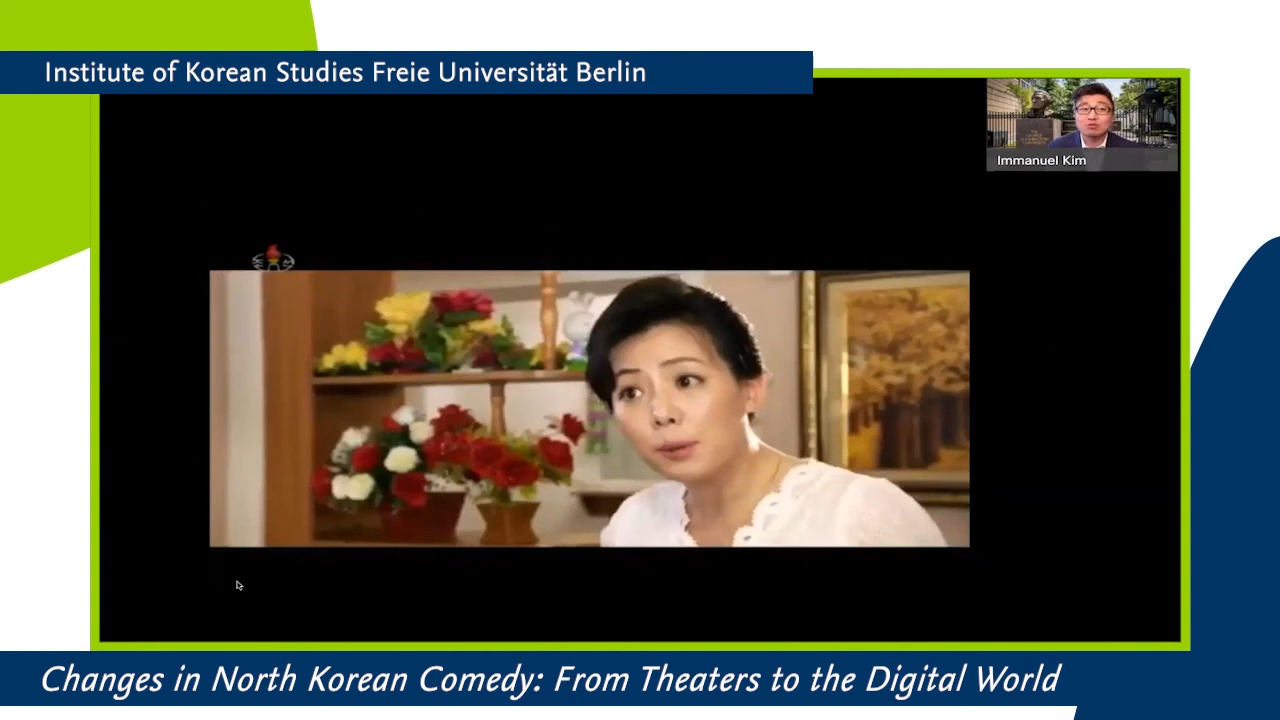 Institute of Korean Studies Freie Universität Berlin
Immanuel Kim
Changes in North Korean Comedy: From Theaters to the Digital World